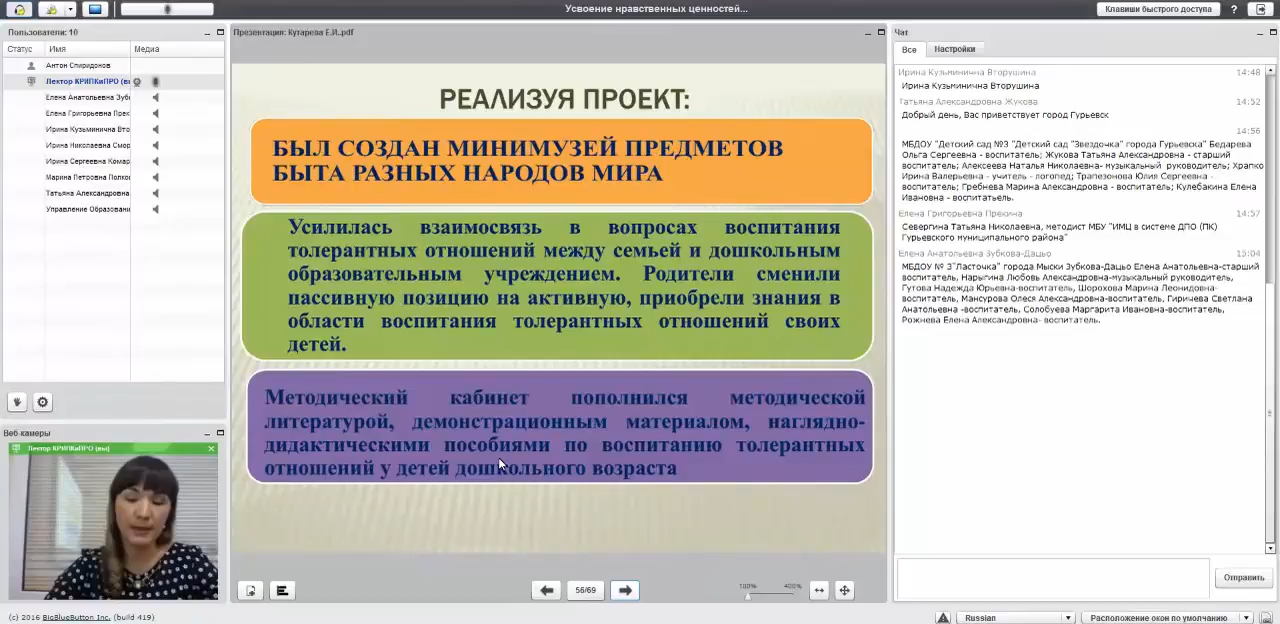 Усвоение нравственных ценностей...
Клавиши быстрого доступа
?
Пользователи: 10
Статус Имя Медиа
Антон Спиридонов
Лектор КРИПКиПРО (вы
Елена Анатольевна Зубк
Елена Григорьевна Прек
Ирина Кузьминична Вто
Ирина Николаевна Смор
Ирина Сергеевна Комар
Марина Петровна Полко
Татьяна Александровна
Управление Образовани
Веб-камеры
Лектор КРИПКиПРО (вы)
Презентация: Кутарева Е.И..pdf
РЕАЛИЗУЯ ПРОЕКТ:
БЫЛ СОЗДАН МИНИМУЗЕЙ ПРЕДМЕТОВ
БЫТА РАЗНЫХ НАРОДОВ МИРА
Усилилась взаимосвязь в вопросах воспитания
толерантных отношений между семьей и дошкольным
образовательным учреждением. Родители сменили
пассивную позицию на активную, приобрели знания в
области воспитания толерантных отношений своих
детей.
Методический кабинет пополнился методической
литературой, демонстрационным материалом, наглядно-
дидактическими пособиями по воспитанию толерантных
отношений у детей дошкольного возраста
56/69
100% 400%
Чат
Все Настройки
Ирина Кузьминична Вторушина 14:48
Ирина Кузьминична Вторушина
Татьяна Александровна Жукова 14:52
Добрый день, Вас приветствует город Гурьевск
14:56
МБДОУ "Детский сад №3 "Детский сад "Звездочка" города Гурьевска" Бедарева
Ольга Сергеевна - воспитатель; Жукова Татьяна Александровна - старший
воспитатель; Алексеева Наталья Николаевна- музыкальный руководитель; Храпко
Ирина Валерьевна - учитель - логопед; Трапезонова Юлия Сергеевна -
воспитатель; Гребнева Марина Александровна - воспитатель; Кулебакина Елена
Ивановна - воспитатьель.
Елена Григорьевна Прекина 14:57
Севергина Татьяна Николаевна, методист МБУ "ИМЦ в системе ДПО (ПК)
Гурьевского муниципального района"
Елена Анатольевна Зубкова-Дацьо 15:04
МБДОУ № 3"Ласточка" города Мыски Зубкова-Дацьо Елена Анатольевна-старший
воспитатель, Нарыгина Любовь Александровна-музыкальный руководитель,
Гутова Надежда Юрьевна-воспитатель, Шорохова Марина Леонидовна-
воспитатель, Мансурова Олеся Александровна-воспитатель, Гиричева Светлана
Анатольевна -воспитатель, Солобуева Маргарита Ивановна-воспитатель,
Рожнева Елена Александровна- воспитатель.
Отправить
(c) 2016 BigBlueButton Inc. (build 419)
Russian
Расположение окон по умолчанию